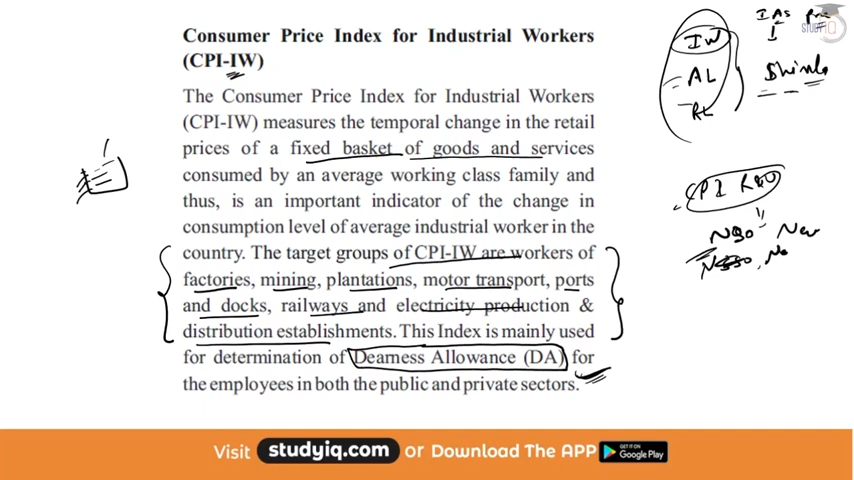 Consumer Price Index for Industrial Workers
(CPI-IW)
The Consumer Price Index for Industrial Workers
(CPI-IW) measures the temporal change in the retail
prices of a fixed basket of goods and services
consumed by an average working class family and
thus, is an important indicator of the change in
consumption level of average industrial worker in the
country. The target groups of CPI-IW are workers of
factories, mining, plantations, motor transport, ports
and docks, railways and electricity production &
distribution establishments. This Index is mainly used
for determination of Dearness Allowance (DA) for
the employees in both the public and private sectors.
IW
AL
RL
IAS
STUDY IQ
Shimla
CPI
NSO
Visit studyiq.com or Download The APP GET IT ON Google Play